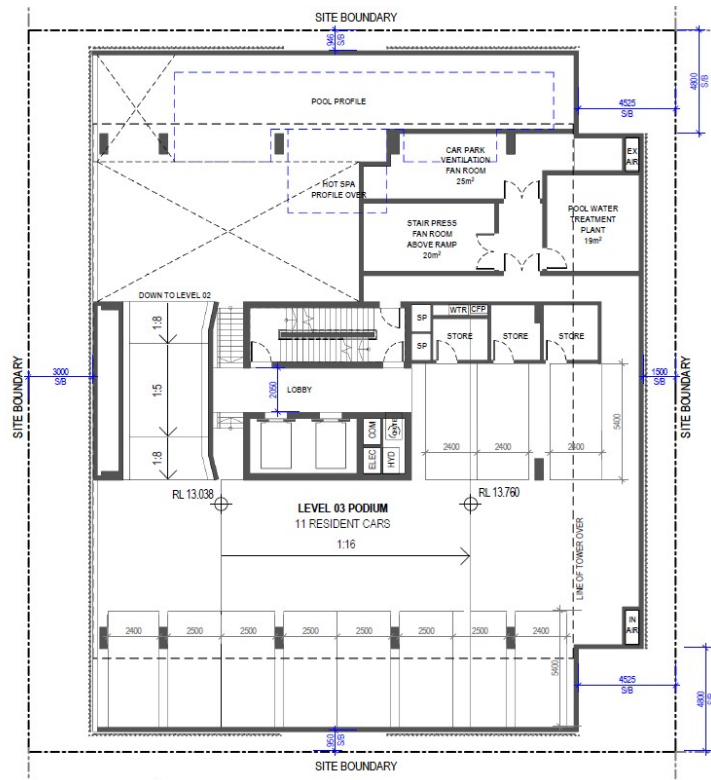 SITE BOUNDARY
946
S/B
4800
S/B
POOL PROFILE
4525
S/B
CAR PARK
VENTILATION
FAN ROOM
25m²
EX
AIR
HOT SPA
PROFILE OVER
STAIR PRESS
FAN ROOM
ABOVE RAMP
20m²
POOL WATER
TREATMENT
PLANT
19m²
DOWN TO LEVEL 02
1:8
SP
WTR
CFP
SP
STORE
STORE
STORE
SITE BOUNDARY
3000
S/B
1:5
2050
LOBBY
1500
S/B
SITE BOUNDARY
1:8
COM
ELEC
HYD
2400
2400
2400
5400
RL 13.038
RL 13.760
LEVEL 03 PODIUM
11 RESIDENT CARS
1:16
LINE OF TOWER OVER
IN
AIR
2400
2500
2500
2500
2500
2500
2500
2400
5400
4525
S/B
4800
S/B
950
S/B
SITE BOUNDARY